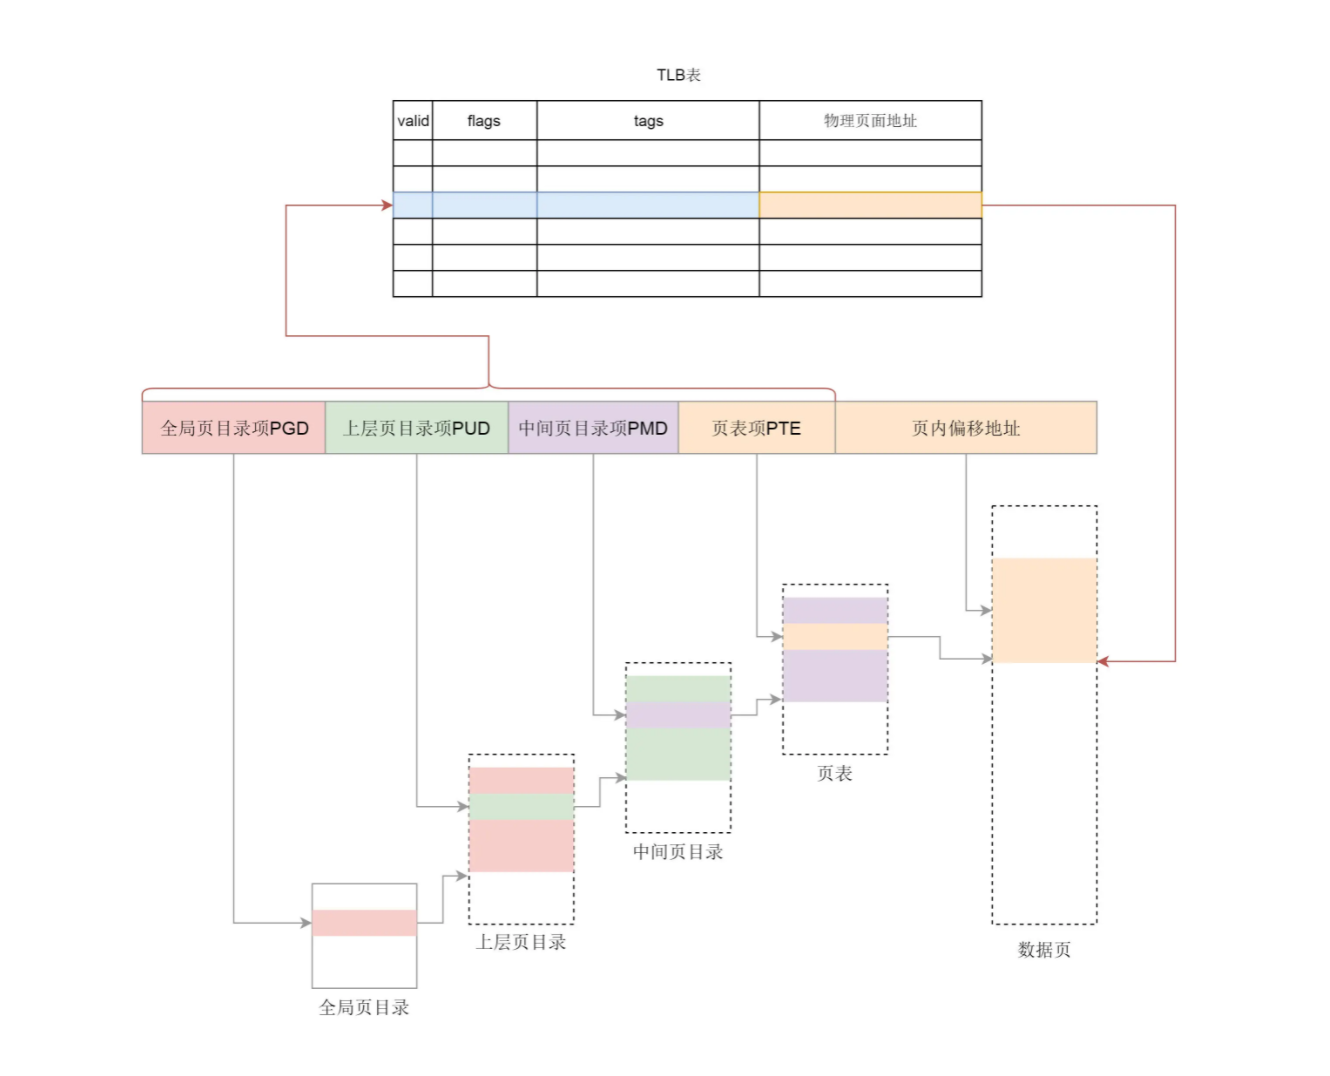 TLB表
valid flags tags 物理页面地址
全局页目录项PGD 上层页目录项PUD 中间页目录项PMD 页表项PTE 页内偏移地址
页表
中间页目录
上层页目录
数据页
全局页目录